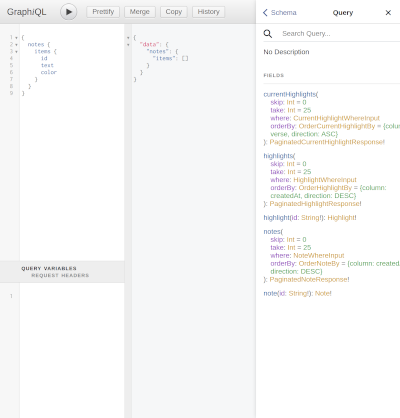 GraphiQL
Prettify
Merge
Copy
History
Schema
Query
Search Query...
1 {
2 notes {
3 items {
4 id
5 text
6 color
7 }
8 }
9 }
{
"data": {
"notes": {
"items": []
}
}
}
QUERY VARIABLES
REQUEST HEADERS
1
No Description
FIELDS
currentHighlights(
skip: Int = 0
take: Int = 25
where: CurrentHighlightWhereInput
orderBy: OrderCurrentHighlightBy = {colu
verse, direction: ASC}
): PaginatedCurrentHighlightResponse!
highlights(
skip: Int = 0
take: Int = 25
where: HighlightWhereInput
orderBy: OrderHighlightBy = {column:
createdAt, direction: DESC}
): PaginatedHighlightResponse!
highlight(id: String!): Highlight!
notes(
skip: Int = 0
take: Int = 25
where: NoteWhereInput
orderBy: OrderNoteBy = {column: created
direction: DESC}
): PaginatedNoteResponse!
note(id: String!): Note!